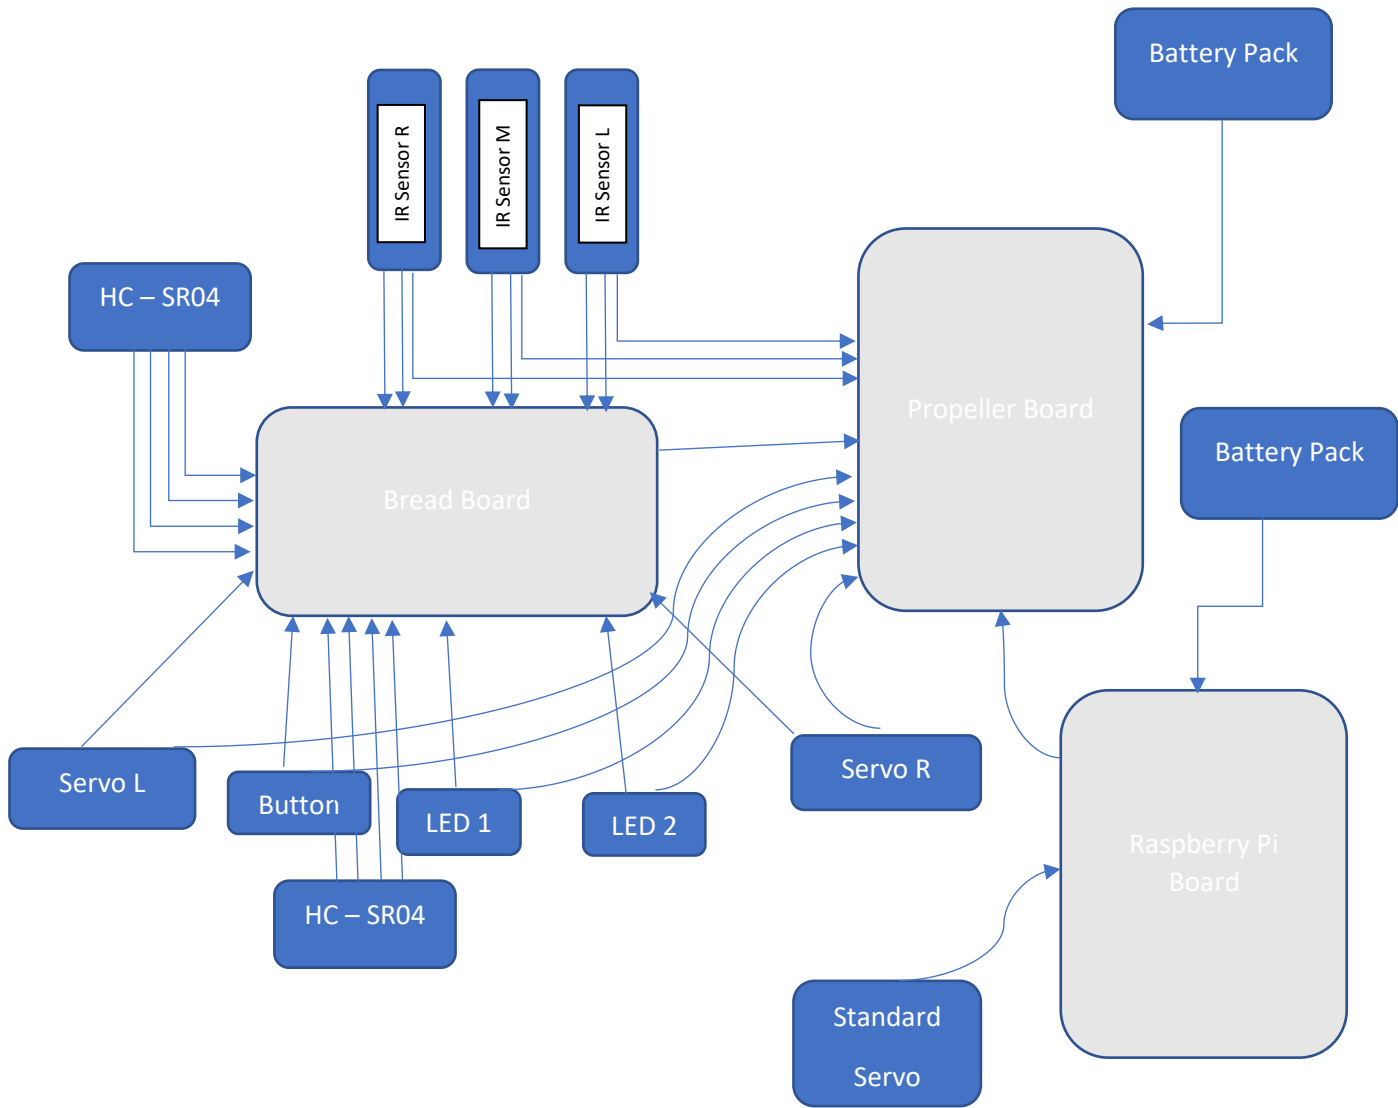 Battery Pack
IR Sensor R
IR Sensor M
IR Sensor L
HC – SR04
Propeller Board
Battery Pack
Bread Board
Servo L
Button
LED 1
LED 2
Servo R
Raspberry Pi
Board
HC – SR04
Standard
Servo